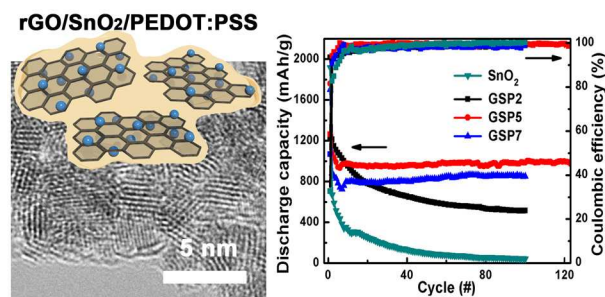 rGO/SnO₂/PEDOT:PSS
5 nm
Discharge capacity (mAh/g)
2000
1600
1200
800
400
0
SnO₂
GSP2
GSP5
GSP7
100
80
60
40
20
0
Coulombic efficiency (%)
0 40 80 120
Cycle (#)